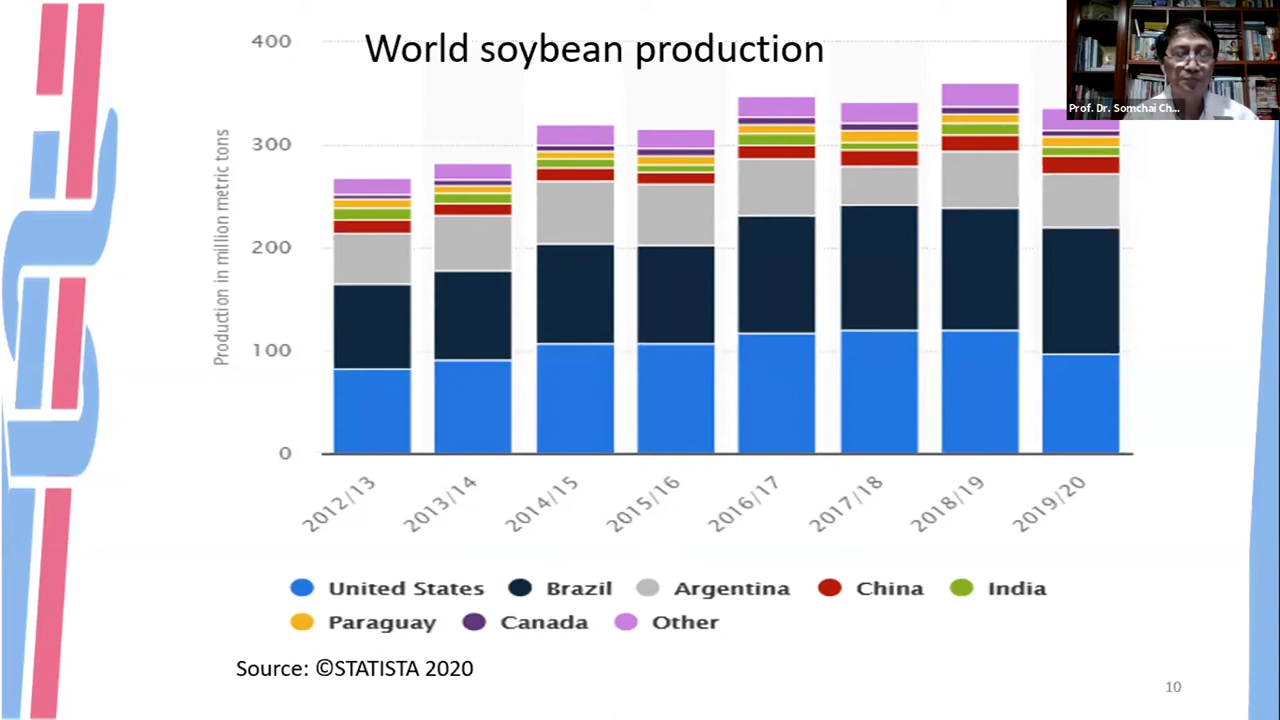 World soybean production
Prof. Dr. Somchai Ch...
Production in million metric tons
400
300
200
100
0
2012/13
2013/14
2014/15
2015/16
2016/17
2017/18
2018/19
2019/20
United States
Brazil
Argentina
China
India
Paraguay
Canada
Other
Source: ©STATISTA 2020
10